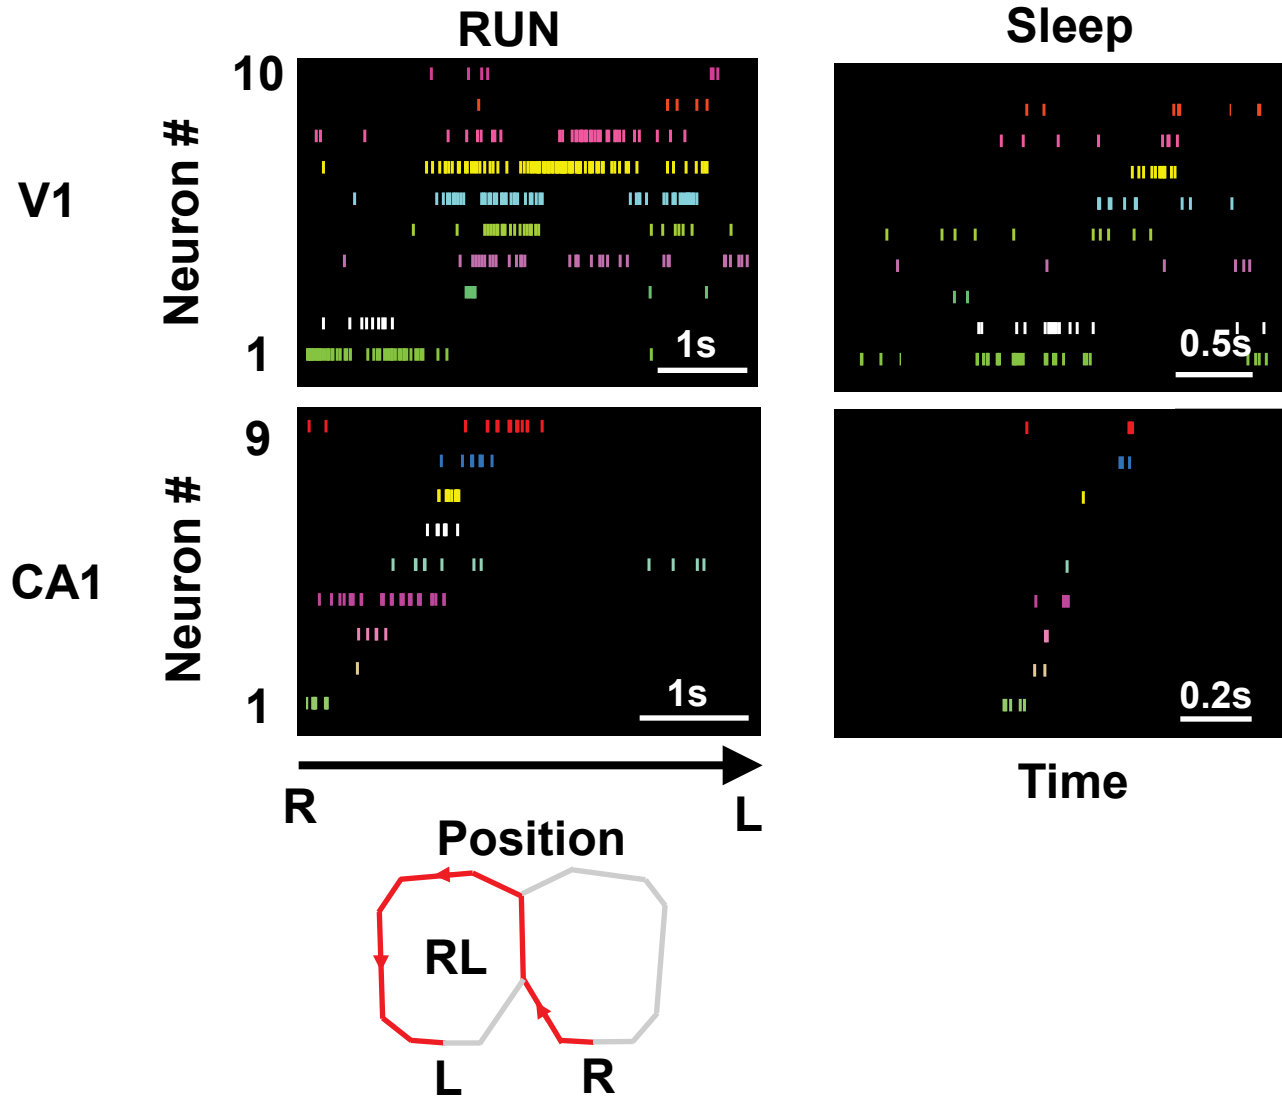 RUN
Sleep
V1
Neuron #
10
1
1s
0.5s
CA1
Neuron #
9
1
1s
0.2s
R
L
Position
Time
RL
L
R